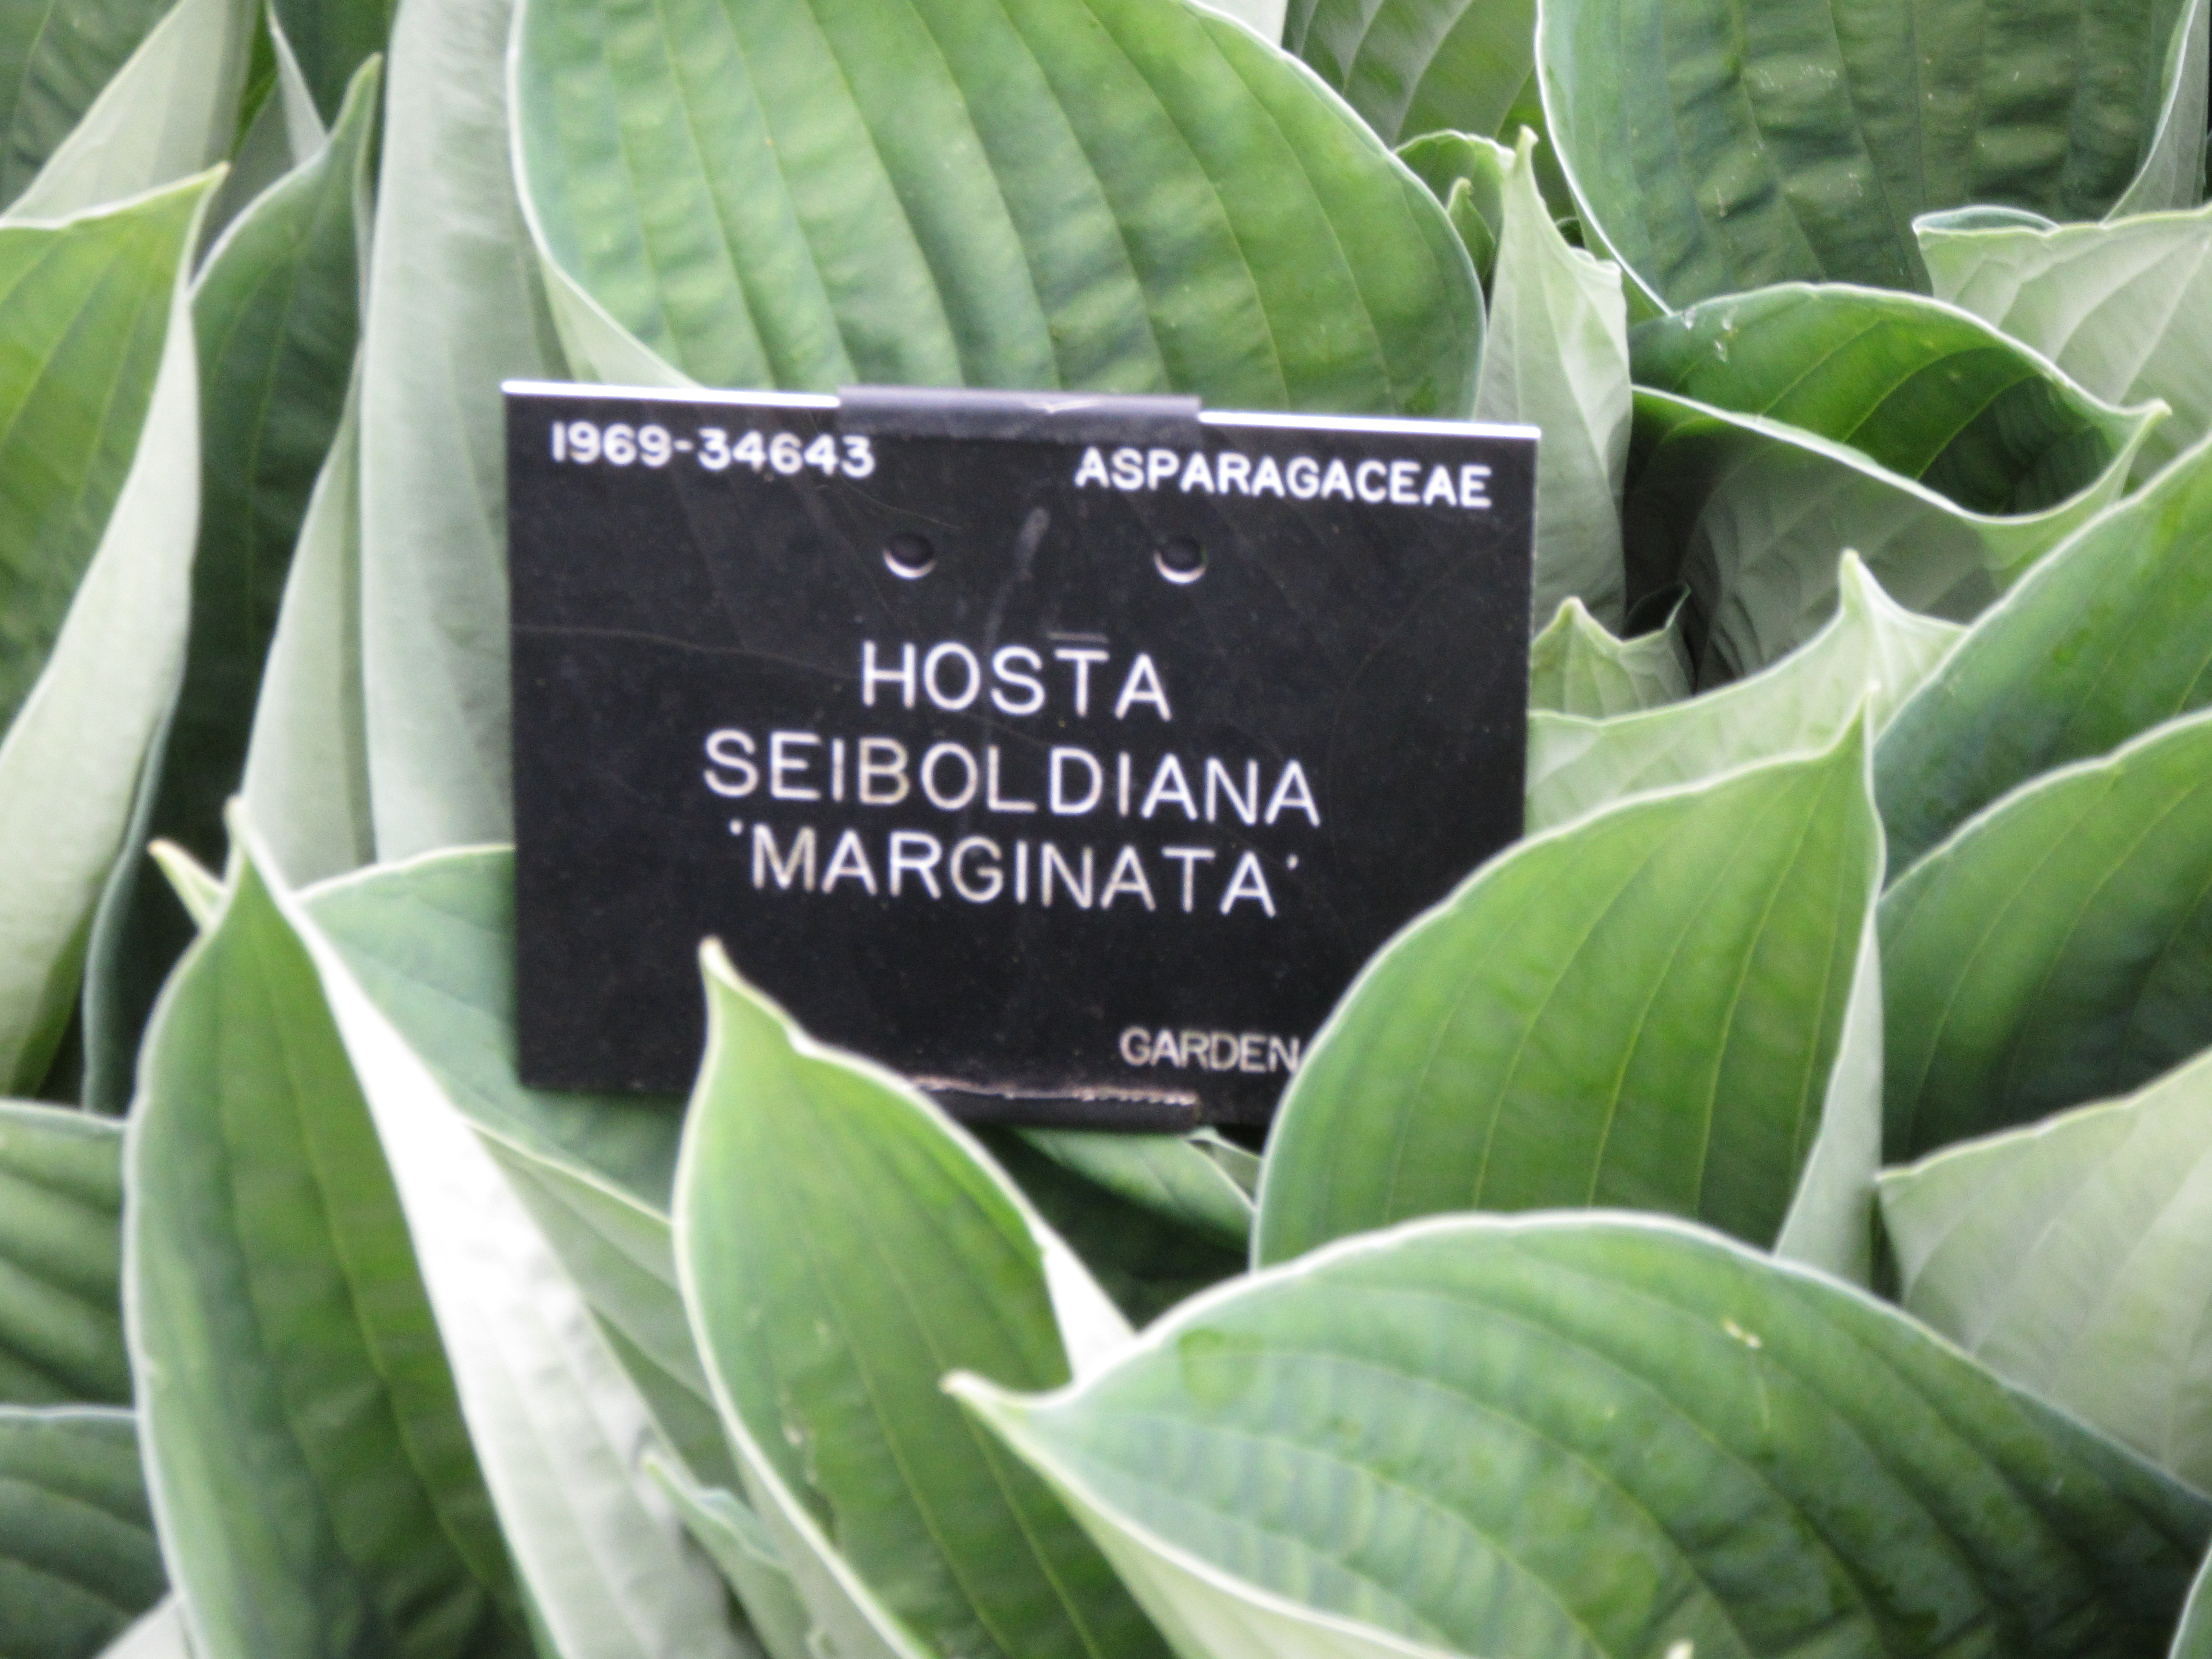 1969-34643 ASPARAGACEAE
HOSTA
SEIBOLDIANA
'MARGINATA'
GARDEN